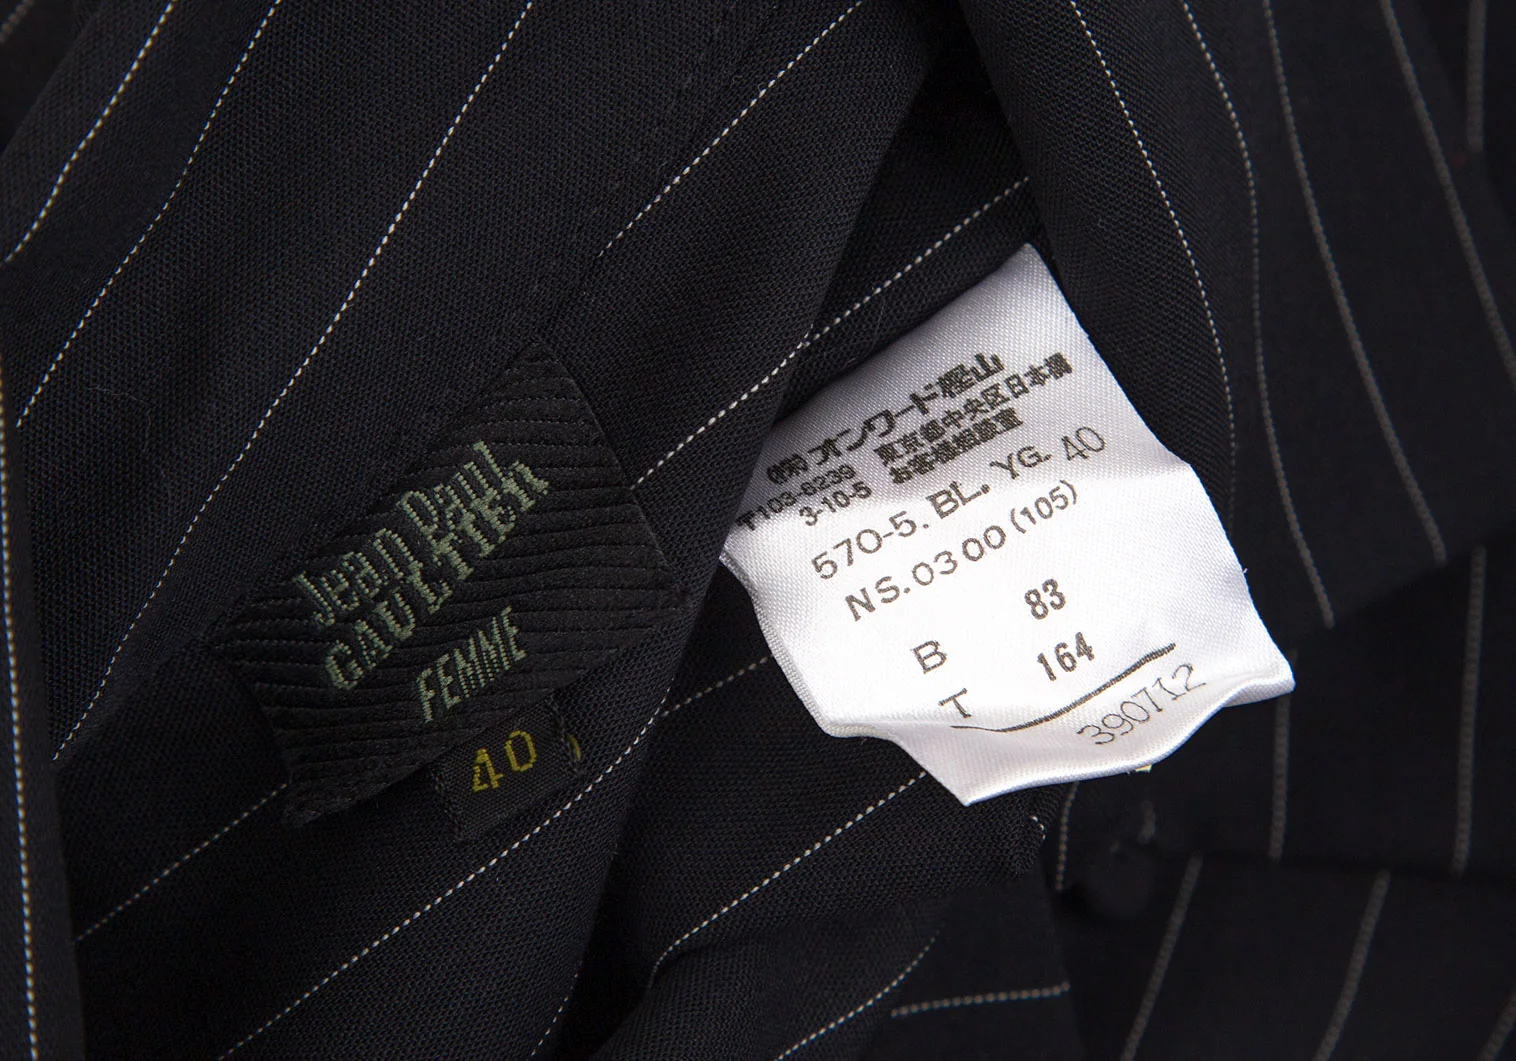 Jean Paul
GAULTIER
FEMME
40
(株)オンワード樫山
〒103-8239 東京都中央区日本橋
3-10-5 お客様相談室
570-5. BL. YG. 40
NS. 0300 (105)
B 83
T 164
390712